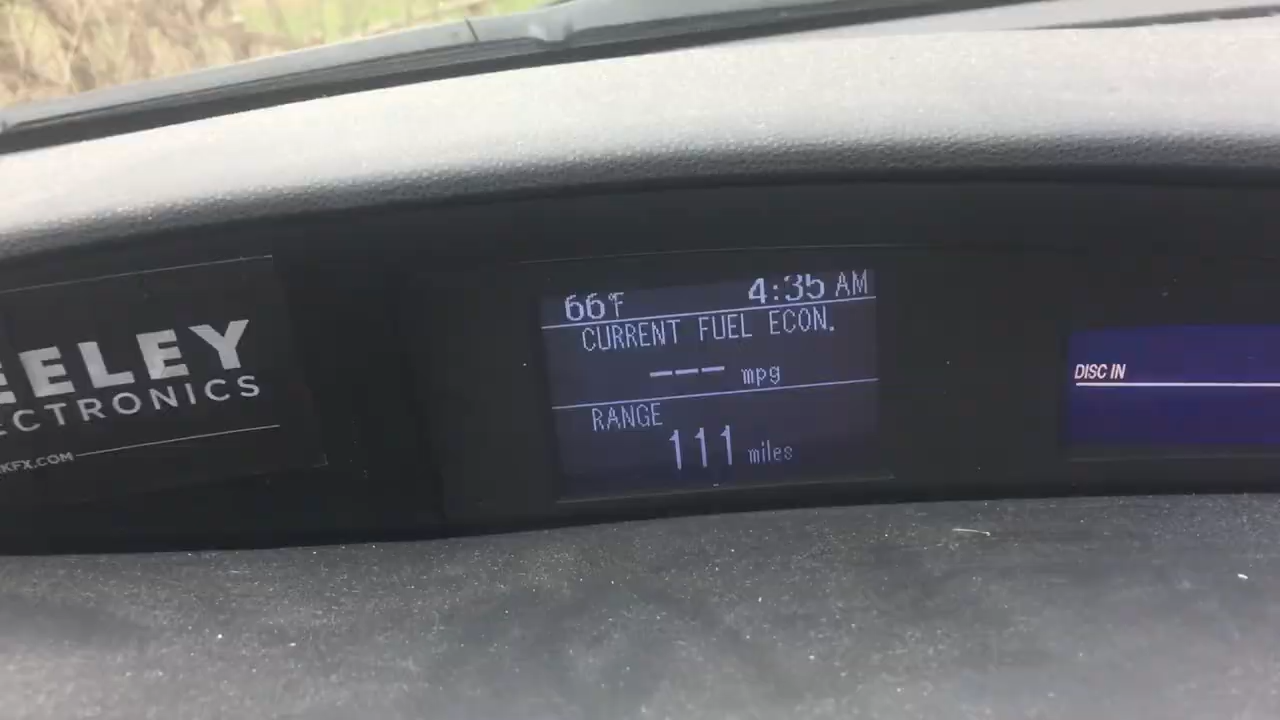 EELEY
ECTRONICS
KFX.COM
66°F 4:35 AM
CURRENT FUEL ECON.
--- mpg
RANGE
111 miles
DISC IN